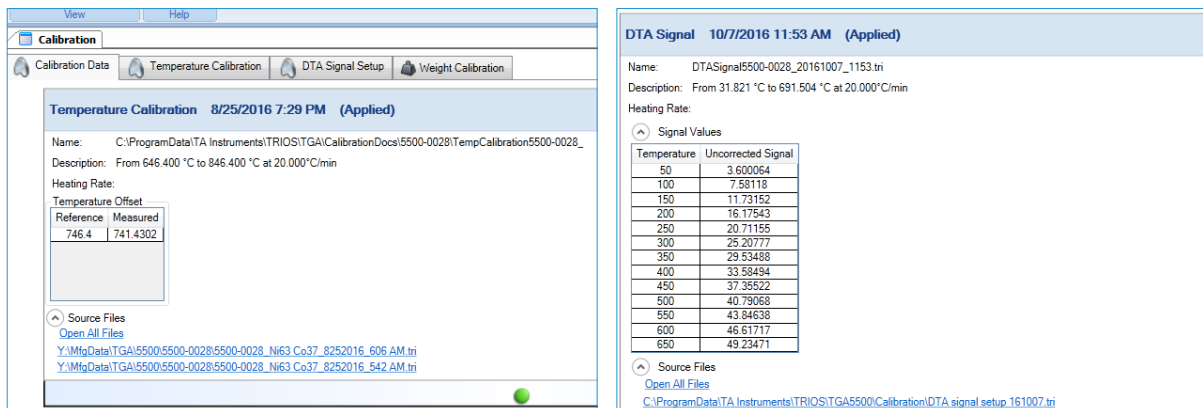 View Help
Calibration
Calibration Data Temperature Calibration DTA Signal Setup Weight Calibration
Temperature Calibration 8/25/2016 7:29 PM (Applied)
Name: C:\ProgramData\TA Instruments\TRIOS\TGA\CalibrationDocs\5500-0028\TempCalibration5500-0028_
Description: From 646.400 °C to 846.400 °C at 20.000°C/min
Heating Rate:
Temperature Offset
Reference Measured
746.4 741.4302
Source Files
Open All Files
Y:\MfgData\TGA\5500\5500-0028\5500-0028_Ni63 Co37_8252016_606 AM.tri
Y:\MfgData\TGA\5500\5500-0028\5500-0028_Ni63 Co37_8252016_542 AM.tri
DTA Signal 10/7/2016 11:53 AM (Applied)
Name: DTASignal5500-0028_20161007_1153.tri
Description: From 31.821 °C to 691.504 °C at 20.000°C/min
Heating Rate:
Signal Values
Temperature Uncorrected Signal
50 3.600064
100 7.58118
150 11.73152
200 16.17543
250 20.71155
300 25.20777
350 29.53488
400 33.58494
450 37.35522
500 40.79068
550 43.84638
600 46.61717
650 49.23471
Source Files
Open All Files
C:\ProgramData\TA Instruments\TRIOS\TGA5500\Calibration\DTA signal setup 161007.tri